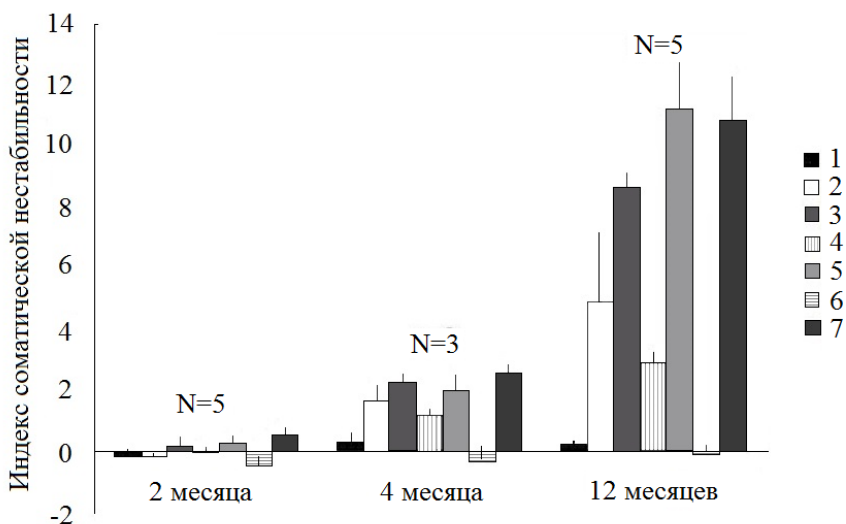 Индекс соматической нестабильности
14
12
10
8
6
4
2
0
-2
N=5
N=3
N=5
2 месяца
4 месяца
12 месяцев
1
2
3
4
5
6
7